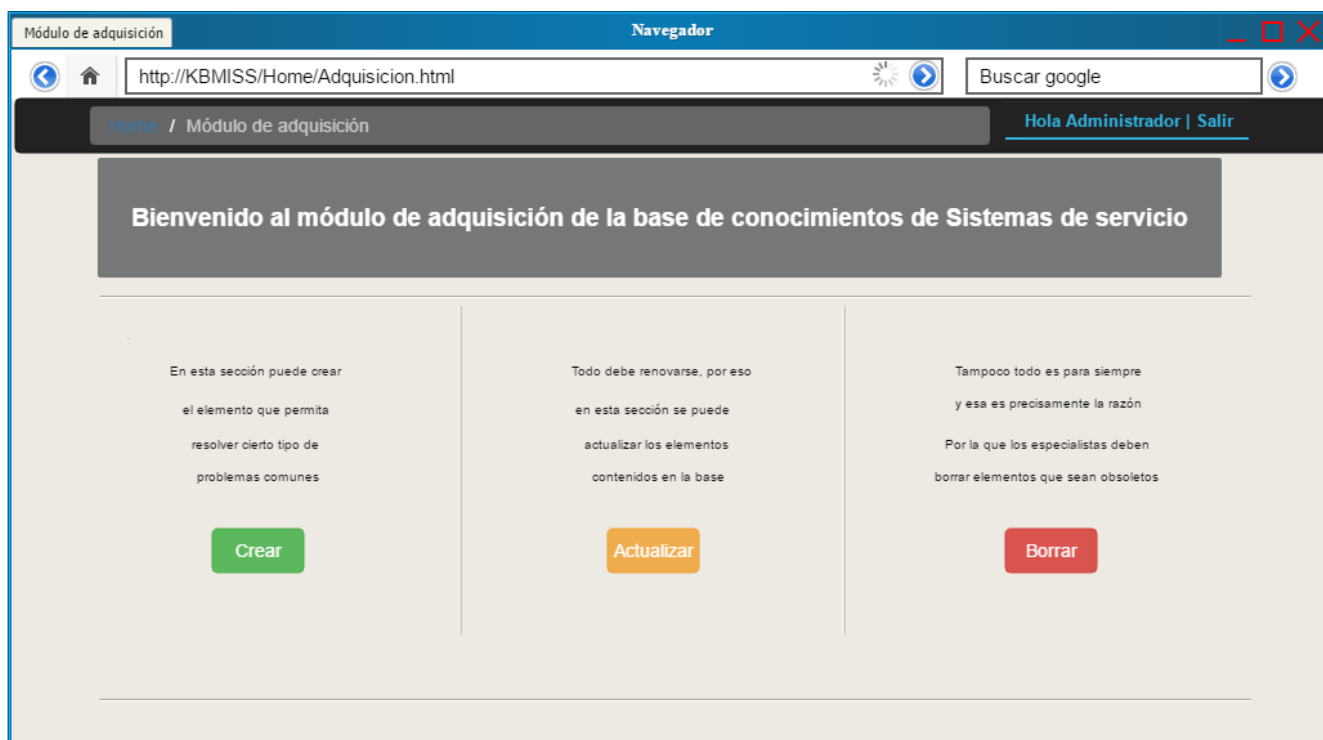 Módulo de adquisición
Navegador
http://KBMISS/Home/Adquisicion.html
Buscar google
Home / Módulo de adquisición
Hola Administrador | Salir
Bienvenido al módulo de adquisición de la base de conocimientos de Sistemas de servicio
En esta sección puede crear
el elemento que permita
resolver cierto tipo de
problemas comunes
Crear
Todo debe renovarse, por eso
en esta sección se puede
actualizar los elementos
contenidos en la base
Actualizar
Tampoco todo es para siempre
y esa es precisamente la razón
Por la que los especialistas deben
borrar elementos que sean obsoletos
Borrar